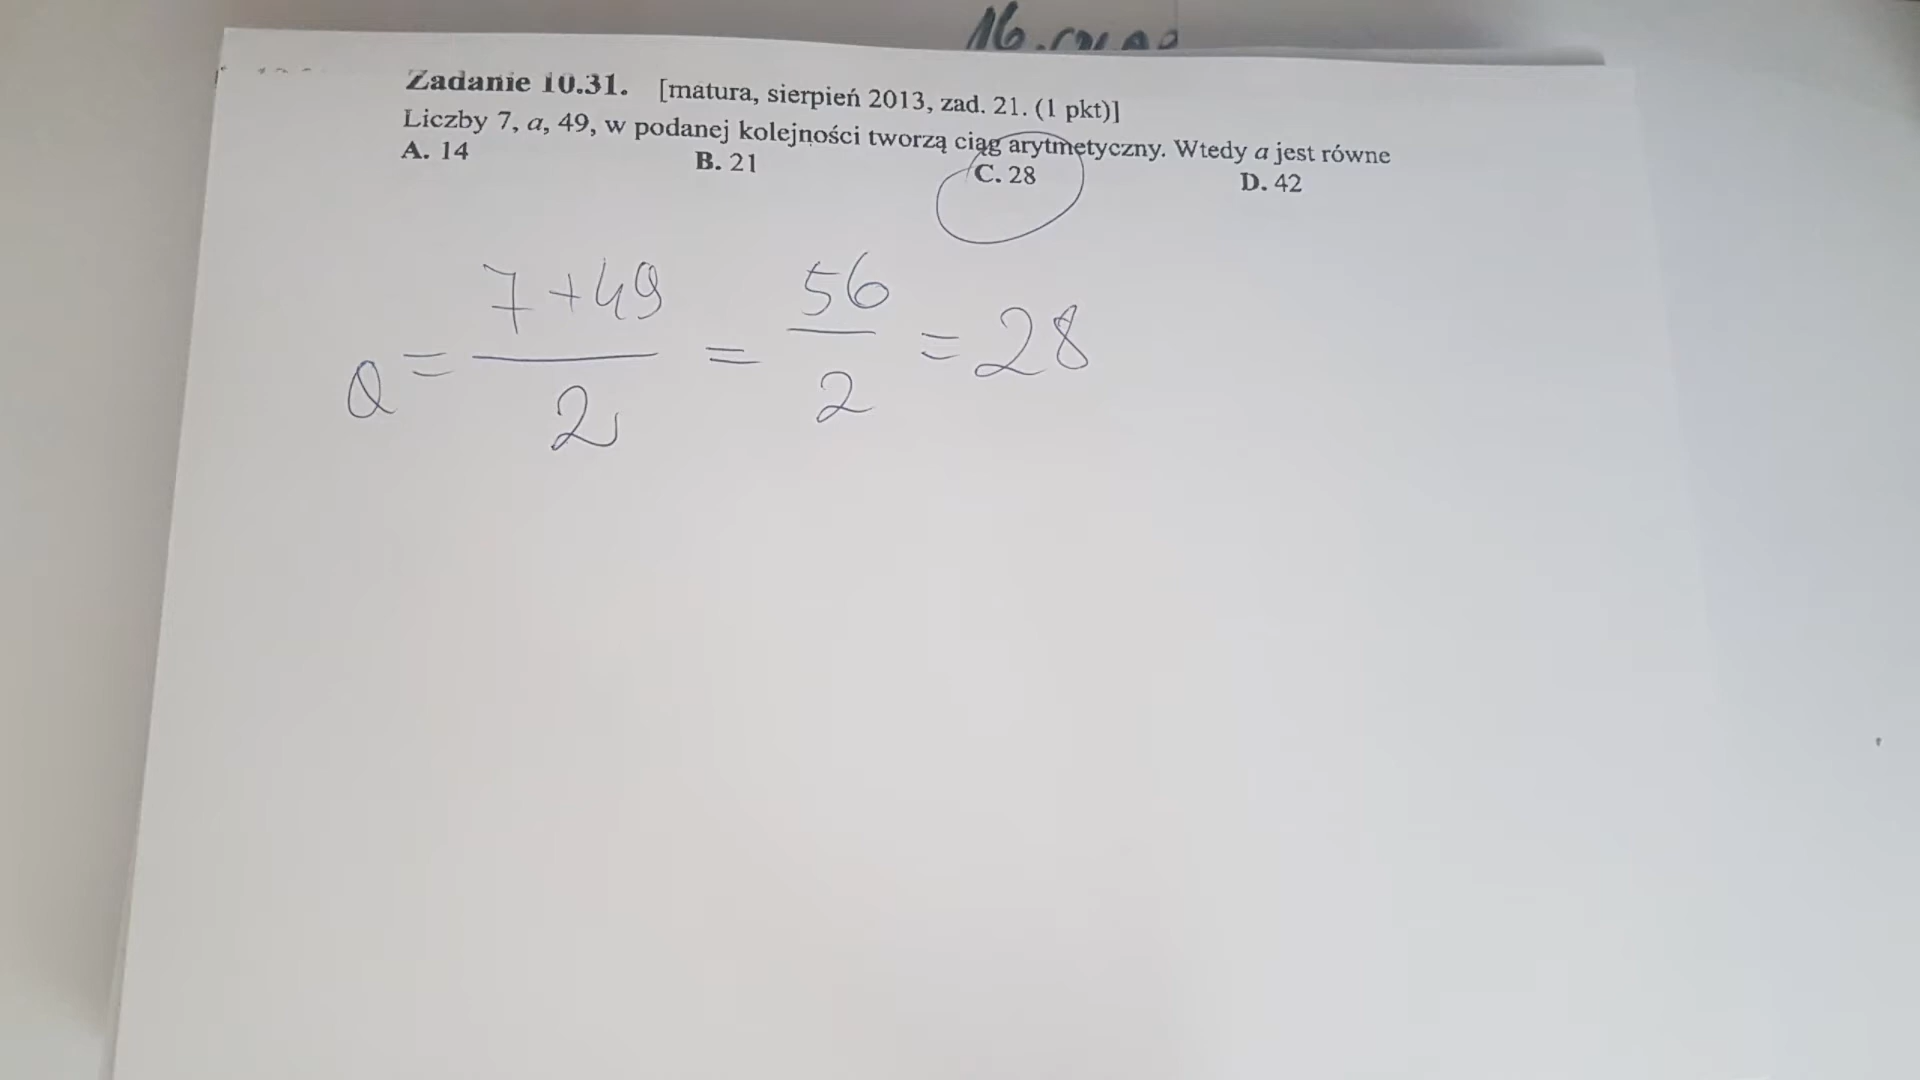 16.
Zadanie 10.31. [matura, sierpień 2013, zad. 21. (1 pkt)]
Liczby 7, a, 49, w podanej kolejności tworzą ciąg arytmetyczny. Wtedy a jest równe
A. 14 B. 21 C. 28 D. 42
a = (7+49)/2 = 56/2 = 28